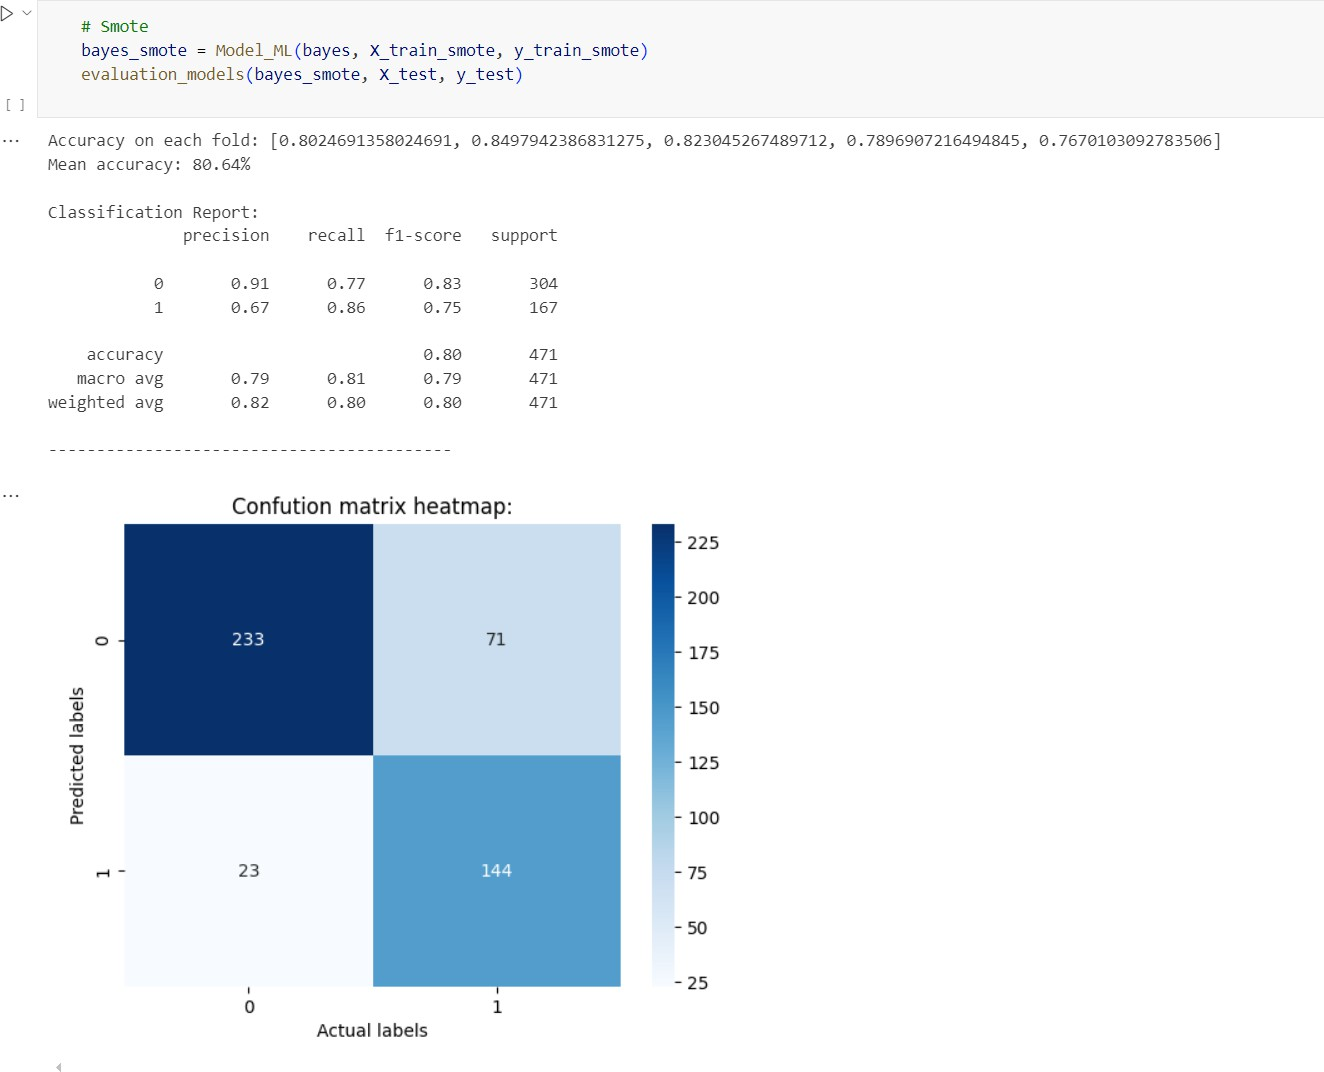 # Smote
bayes_smote = Model_ML(bayes, X_train_smote, y_train_smote)
evaluation_models(bayes_smote, X_test, y_test)
[ ]
... Accuracy on each fold: [0.8024691358024691, 0.8497942386831275, 0.823045267489712, 0.7896907216494845, 0.7670103092783506]
Mean accuracy: 80.64%
Classification Report:
precision recall f1-score support
0 0.91 0.77 0.83 304
1 0.67 0.86 0.75 167
accuracy 0.80 471
macro avg 0.79 0.81 0.79 471
weighted avg 0.82 0.80 0.80 471
------------------------------------------
...
Confution matrix heatmap:
233 71
23 144
0
1
Predicted labels
0 1
Actual labels
225
200
175
150
125
100
75
50
25